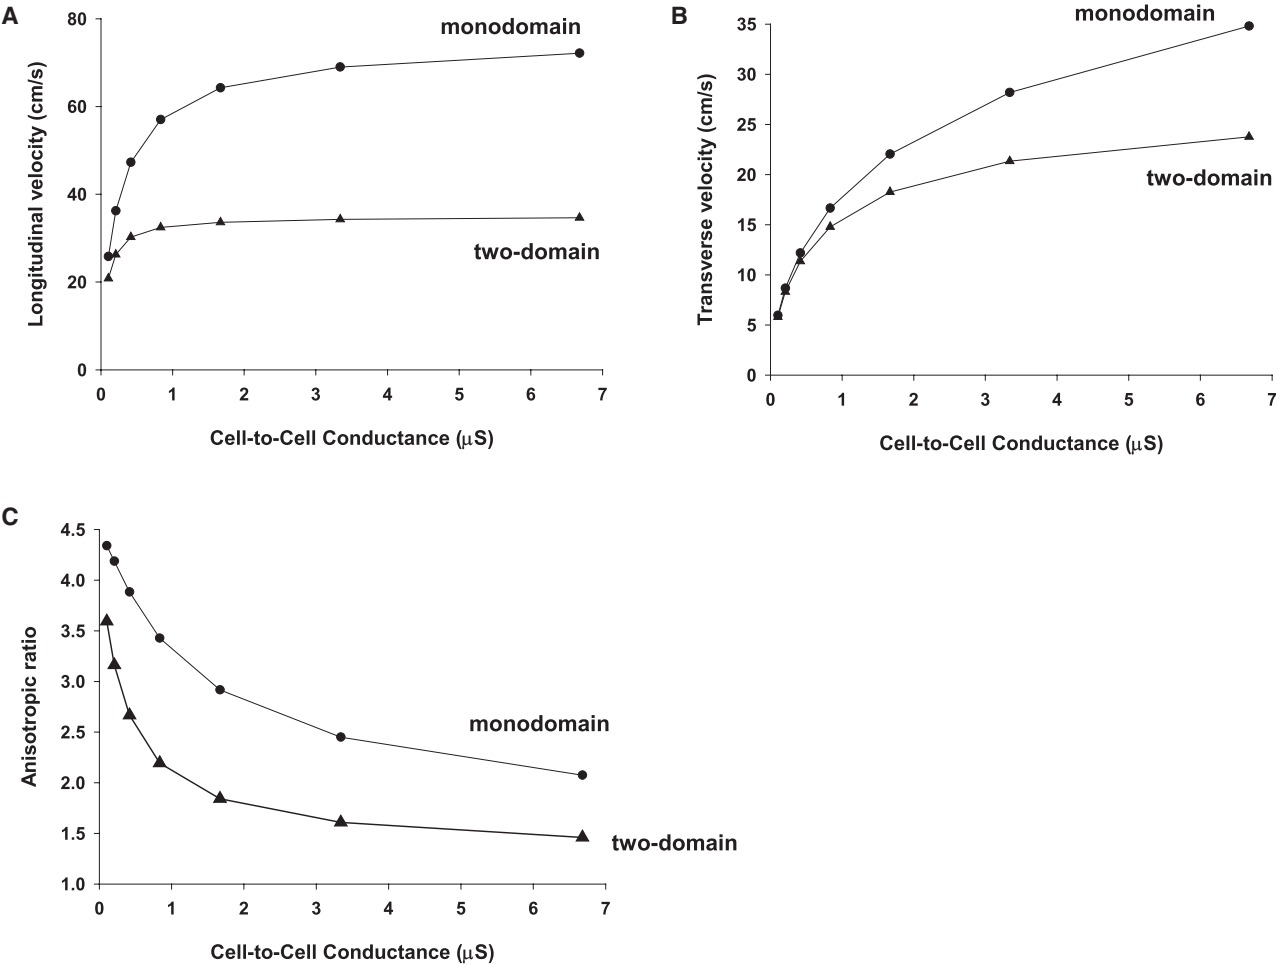 A
80
60
40
20
0
Longitudinal velocity (cm/s)
monodomain
two-domain
0 1 2 3 4 5 6 7
Cell-to-Cell Conductance (μS)
B
35
30
25
20
15
10
5
0
Transverse velocity (cm/s)
monodomain
two-domain
0 1 2 3 4 5 6 7
Cell-to-Cell Conductance (μS)
C
4.5
4.0
3.5
3.0
2.5
2.0
1.5
1.0
Anisotropic ratio
monodomain
two-domain
0 1 2 3 4 5 6 7
Cell-to-Cell Conductance (μS)